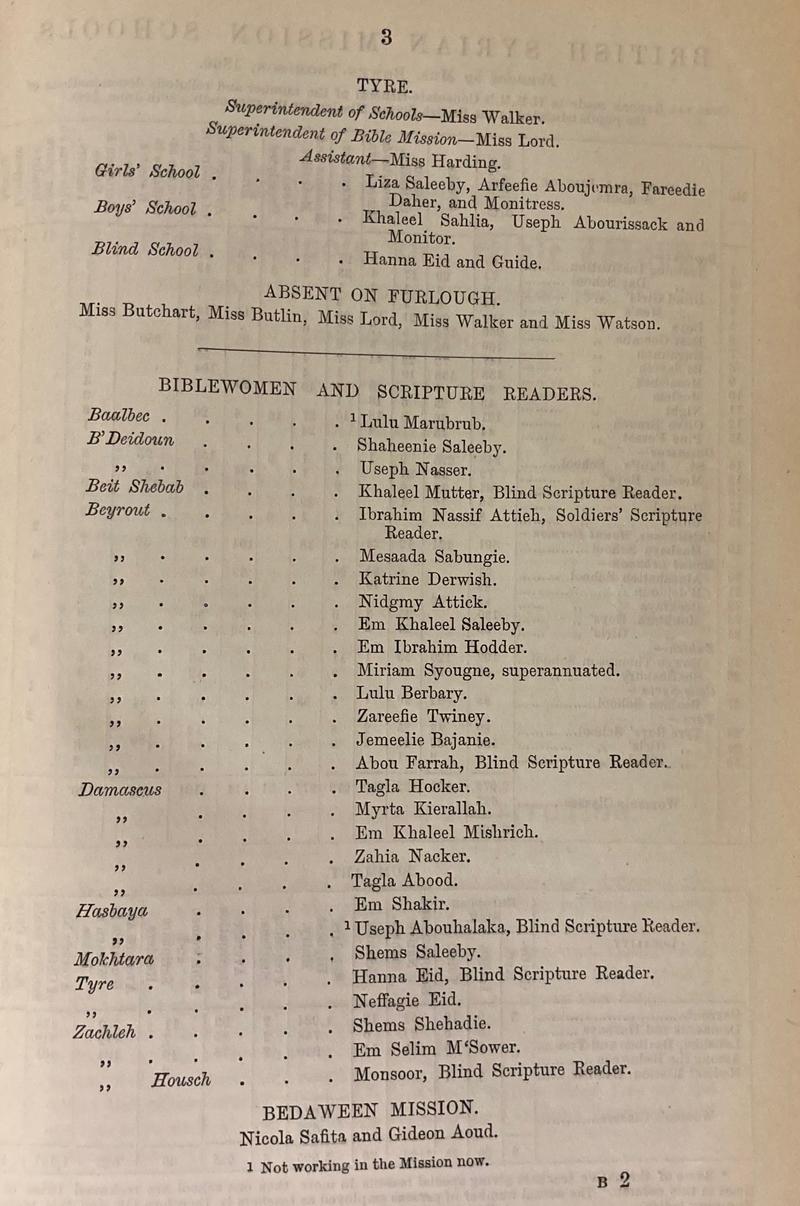 3
TYRE.
Superintendent of Schools—Miss Walker.
Superintendent of Bible Mission—Miss Lord.
Assistant—Miss Harding.
Girls' School . . . . Liza Saleeby, Arfeefie Aboujemra, Fareedie
Daher, and Monitress.
Boys' School . . . . Khaleel Sahlia, Useph Abourissack and
Monitor.
Blind School . . . . Hanna Eid and Guide.
ABSENT ON FURLOUGH.
Miss Butchart, Miss Butlin, Miss Lord, Miss Walker and Miss Watson.
BIBLEWOMEN AND SCRIPTURE READERS.
Baalbec . . . . . ¹ Lulu Marubrub.
B'Deidoun . . . . Shaheenie Saleeby.
,, . . . . . Useph Nasser.
Beit Shebab . . . . Khaleel Mutter, Blind Scripture Reader.
Beyrout . . . . . Ibrahim Nassif Attieh, Soldiers' Scripture
Reader.
,, . . . . . Mesaada Sabungie.
,, . . . . . Katrine Derwish.
,, . . . . . Nidgmy Attick.
,, . . . . . Em Khaleel Saleeby.
,, . . . . . Em Ibrahim Hodder.
,, . . . . . Miriam Syougne, superannuated.
,, . . . . . Lulu Berbary.
,, . . . . . Zareefie Twiney.
,, . . . . . Jemeelie Bajanie.
,, . . . . . Abou Farrah, Blind Scripture Reader.
Damascus . . . . Tagla Hocker.
,, . . . . Myrta Kierallah.
,, . . . . Em Khaleel Mishrich.
,, . . . . Zahia Nacker.
,, . . . . Tagla Abood.
Hasbaya . . . . Em Shakir.
,, . . . . ¹ Useph Abouhalaka, Blind Scripture Reader.
Mokhtara . . . . Shems Saleeby.
Tyre . . . . . Hanna Eid, Blind Scripture Reader.
,, . . . . . Neffagie Eid.
Zachleh . . . . . Shems Shehadie.
,, . . . . . Em Selim M'Sower.
,, Housch . . . Monsoor, Blind Scripture Reader.
BEDAWEEN MISSION.
Nicola Safita and Gideon Aoud.
1 Not working in the Mission now.
B 2